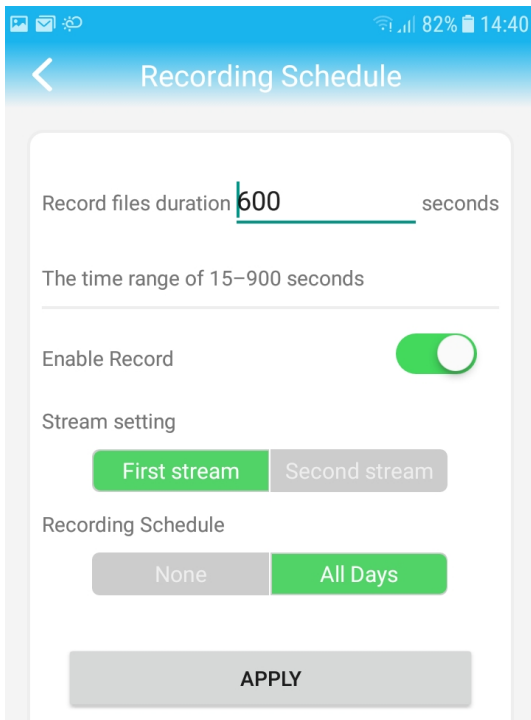 82% 14:40
Recording Schedule
Record files duration 600 seconds
The time range of 15–900 seconds
Enable Record
Stream setting
First stream Second stream
Recording Schedule
None All Days
APPLY